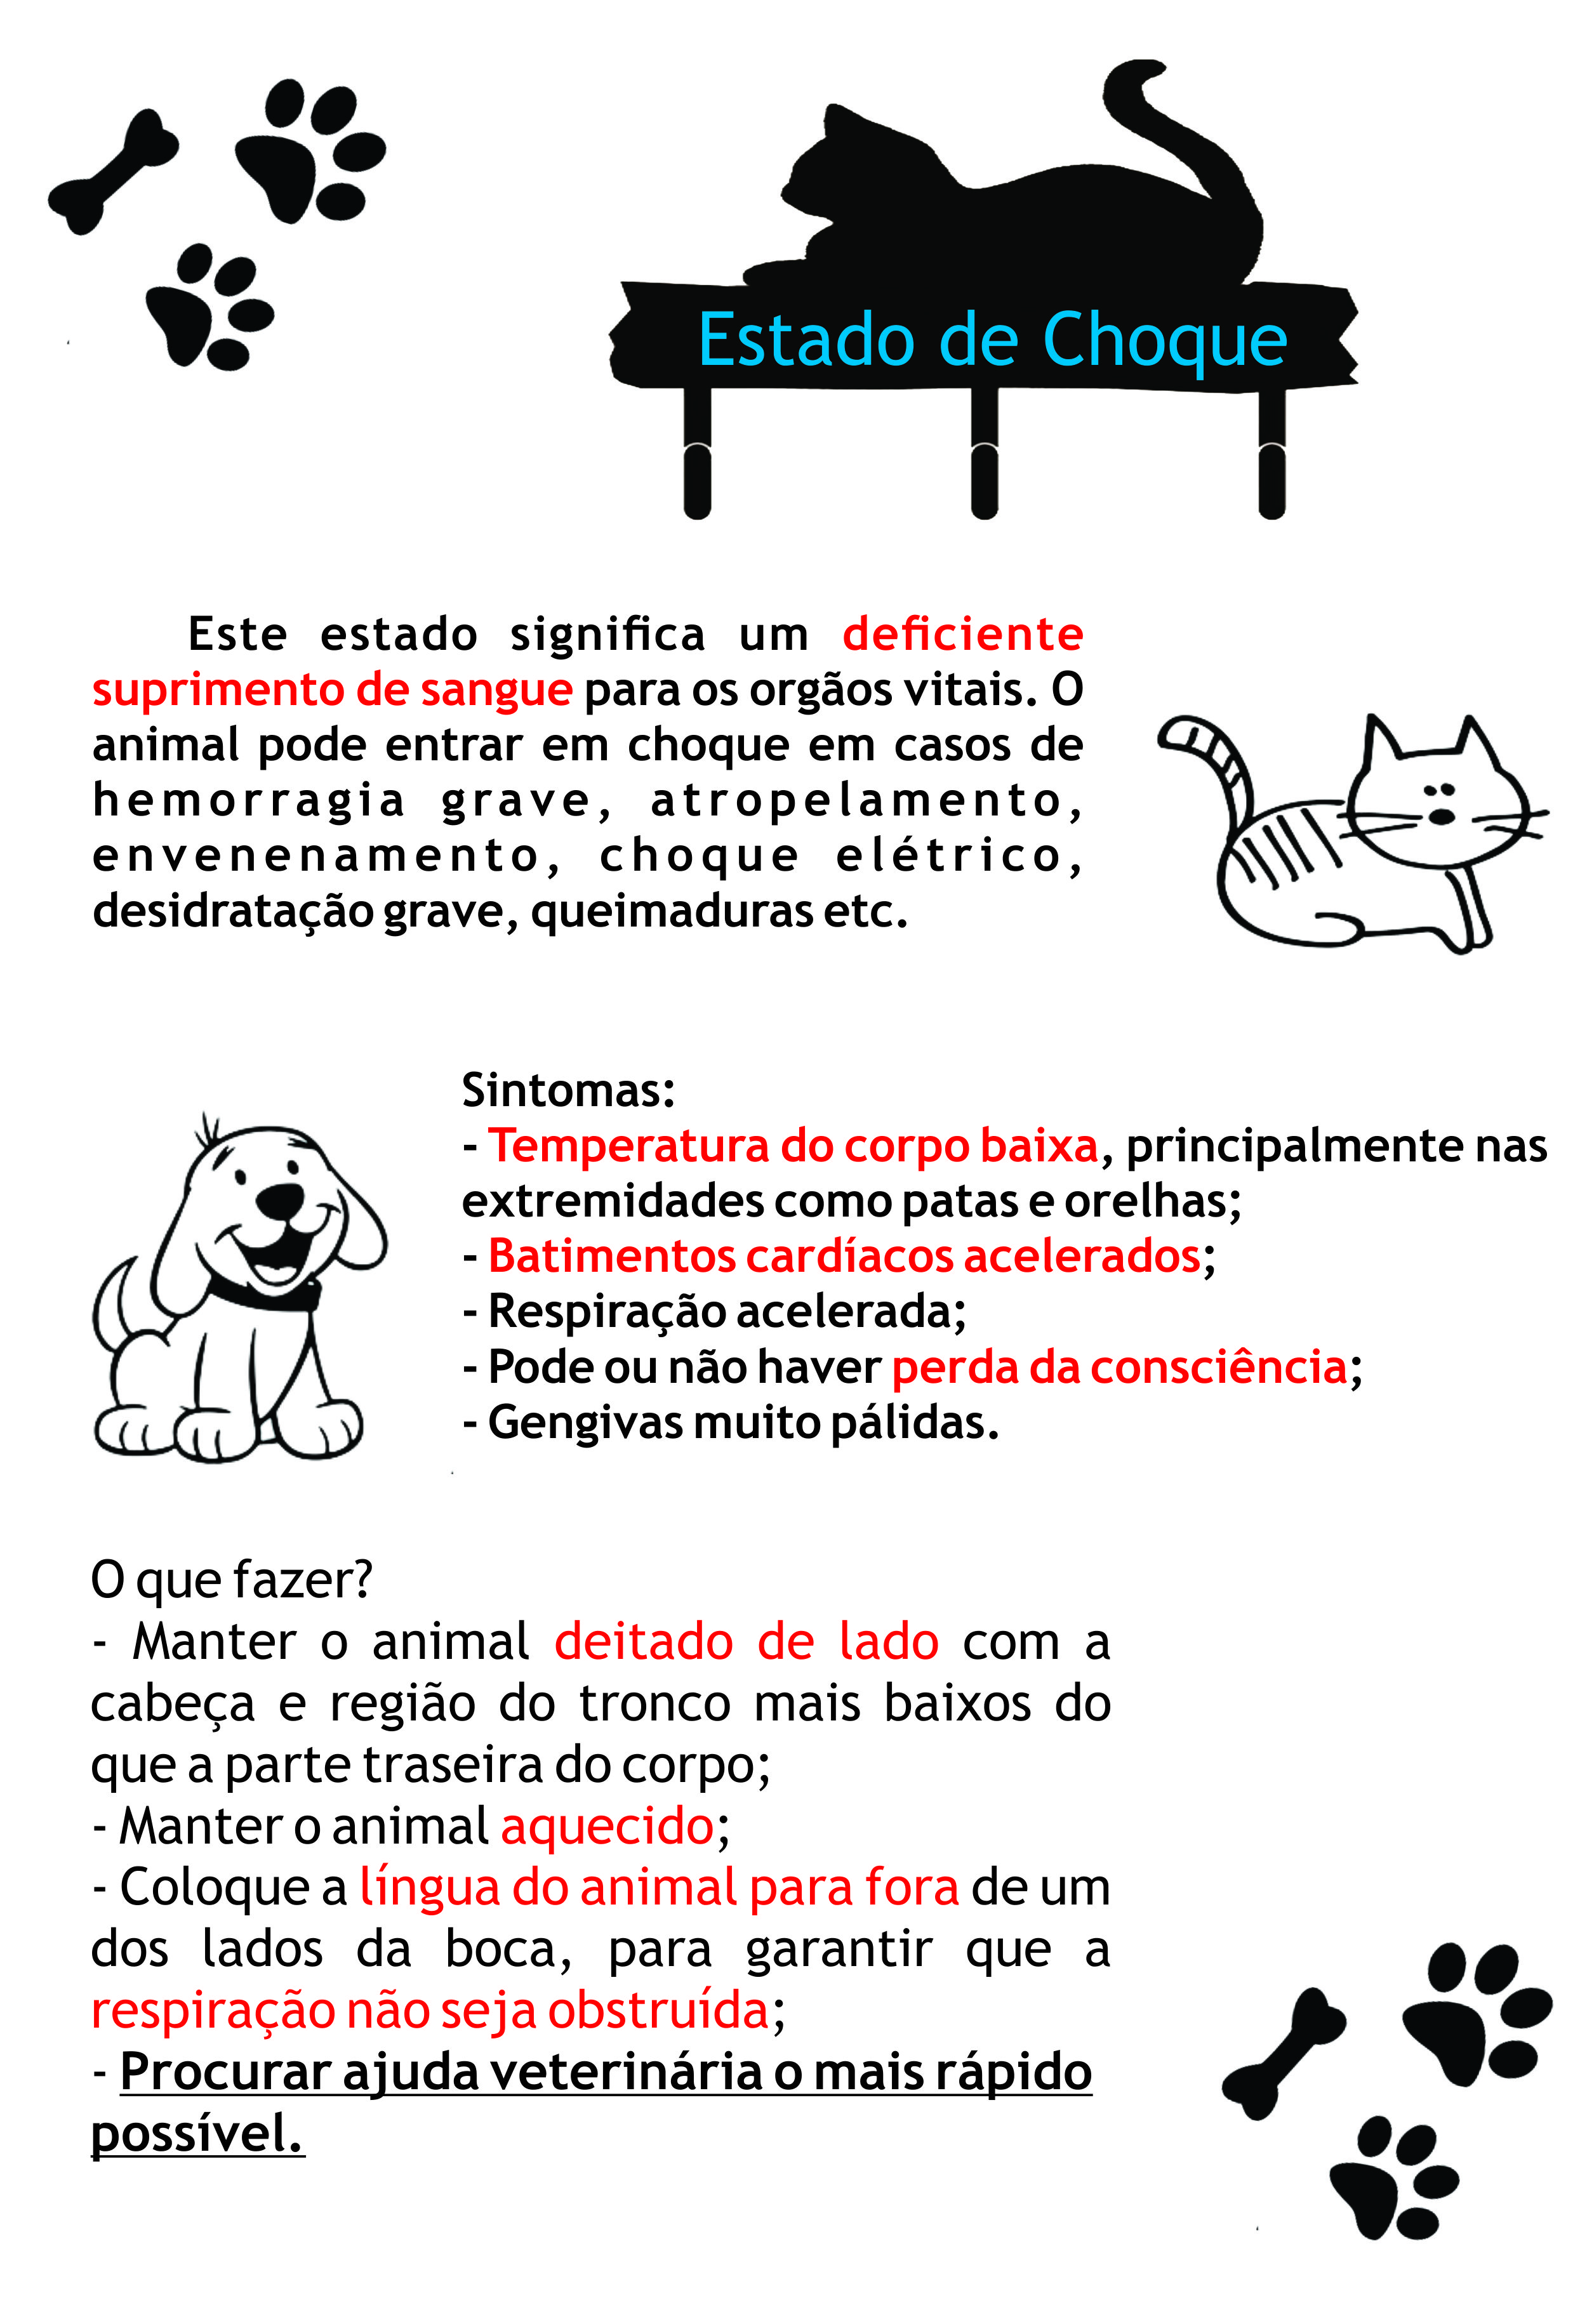 Estado de Choque
Este estado significa um deficiente
suprimento de sangue para os orgãos vitais. O
animal pode entrar em choque em casos de
hemorragia grave, atropelamento,
envenenamento, choque elétrico,
desidratação grave, queimaduras etc.
Sintomas:
- Temperatura do corpo baixa, principalmente nas
extremidades como patas e orelhas;
- Batimentos cardíacos acelerados;
- Respiração acelerada;
- Pode ou não haver perda da consciência;
- Gengivas muito pálidas.
O que fazer?
- Manter o animal deitado de lado com a
cabeça e região do tronco mais baixos do
que a parte traseira do corpo;
- Manter o animal aquecido;
- Coloque a língua do animal para fora de um
dos lados da boca, para garantir que a
respiração não seja obstruída;
- Procurar ajuda veterinária o mais rápido
possível.